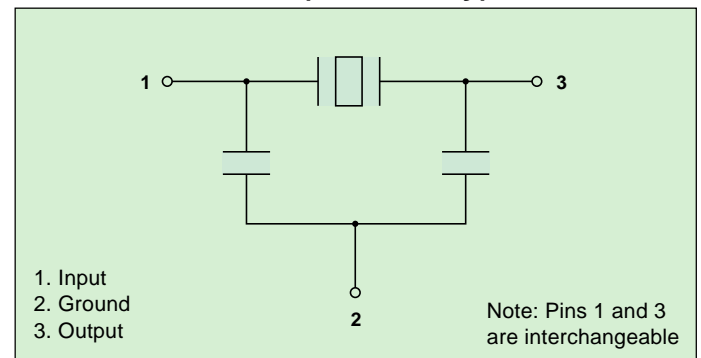 1
3
2
1. Input
2. Ground
3. Output
Note: Pins 1 and 3
are interchangeable